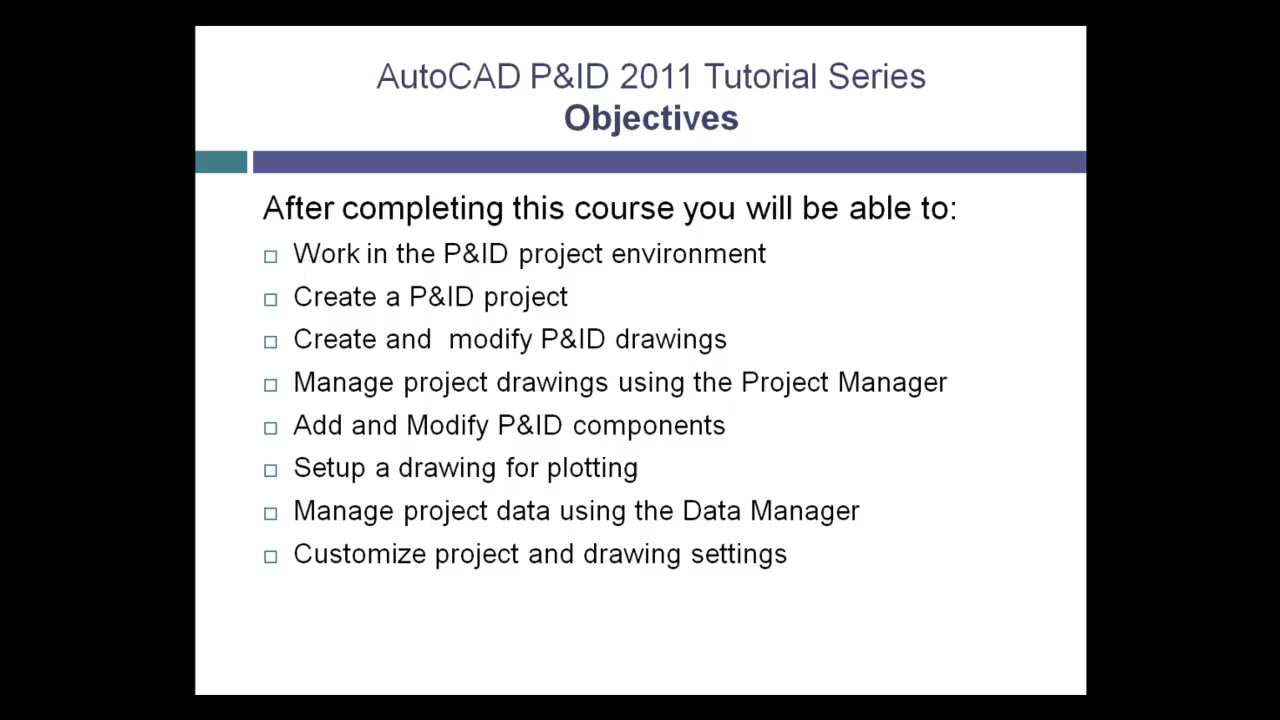 AutoCAD P&ID 2011 Tutorial Series
Objectives
After completing this course you will be able to:
Work in the P&ID project environment
Create a P&ID project
Create and  modify P&ID drawings
Manage project drawings using the Project Manager
Add and Modify P&ID components
Setup a drawing for plotting
Manage project data using the Data Manager
Customize project and drawing settings